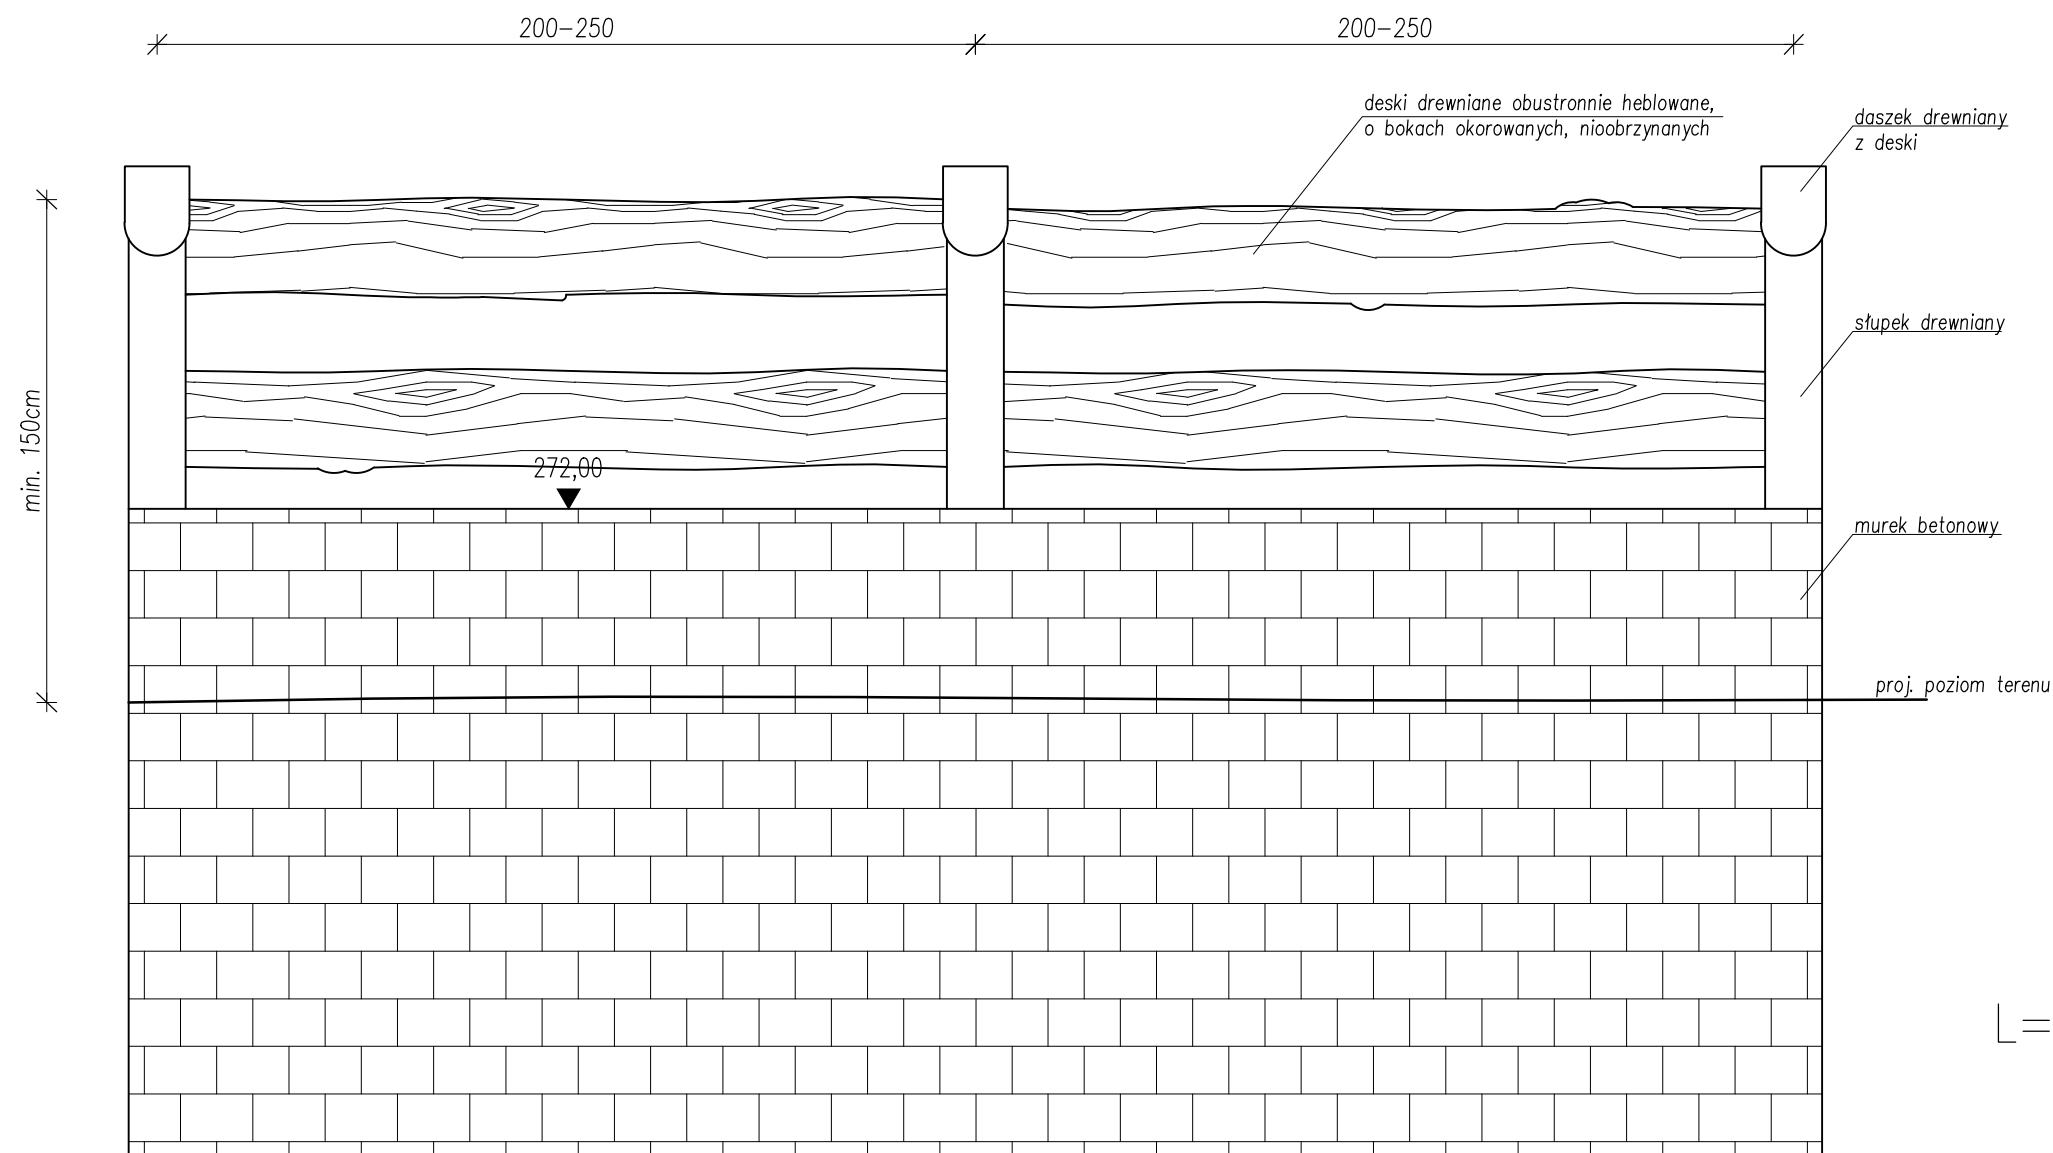 200-250
200-250
deski drewniane obustronnie heblowane,
o bokach okorowanych, nioobrzynanych
daszek drewniany
z deski
słupek drewniany
min. 150cm
272,00
murek betonowy
proj. poziom terenu
L=